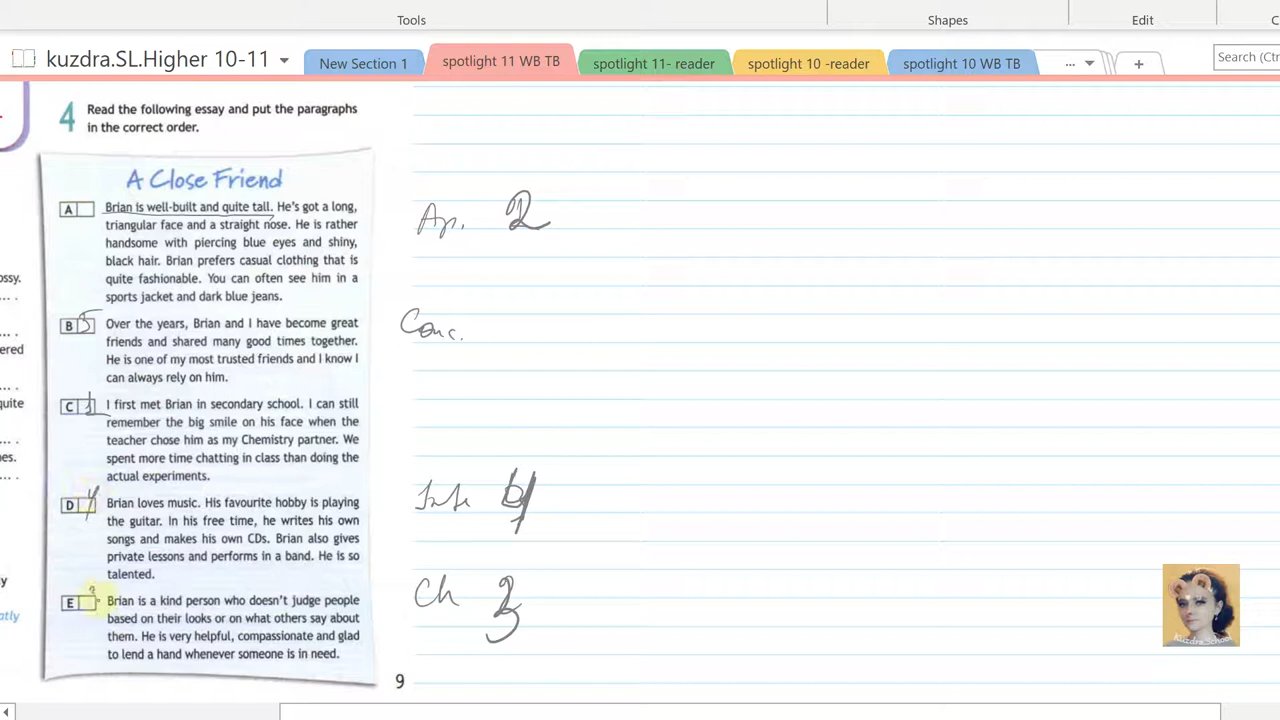 Tools
Shapes
Edit
C
kuzdra.SL.Higher 10-11
New Section 1
spotlight 11 WB TB
spotlight 11- reader
spotlight 10 -reader
spotlight 10 WB TB
...
+
Search (Ctr
4 Read the following essay and put the paragraphs
in the correct order.
A Close Friend
A Brian is well-built and quite tall. He's got a long,
triangular face and a straight nose. He is rather
handsome with piercing blue eyes and shiny,
black hair. Brian prefers casual clothing that is
quite fashionable. You can often see him in a
sports jacket and dark blue jeans.
B 5 Over the years, Brian and I have become great
friends and shared many good times together.
He is one of my most trusted friends and I know I
can always rely on him.
C 1 I first met Brian in secondary school. I can still
remember the big smile on his face when the
teacher chose him as my Chemistry partner. We
spent more time chatting in class than doing the
actual experiments.
D 4 Brian loves music. His favourite hobby is playing
the guitar. In his free time, he writes his own
songs and makes his own CDs. Brian also gives
private lessons and performs in a band. He is so
talented.
E Brian is a kind person who doesn't judge people
based on their looks or on what others say about
them. He is very helpful, compassionate and glad
to lend a hand whenever someone is in need.
9
ossy.
... .
... .
ered
... .
quite
... .
mes.
... .
y
atly
Ap. 2
Conc.
4
Ch 3
Kuzdra.School